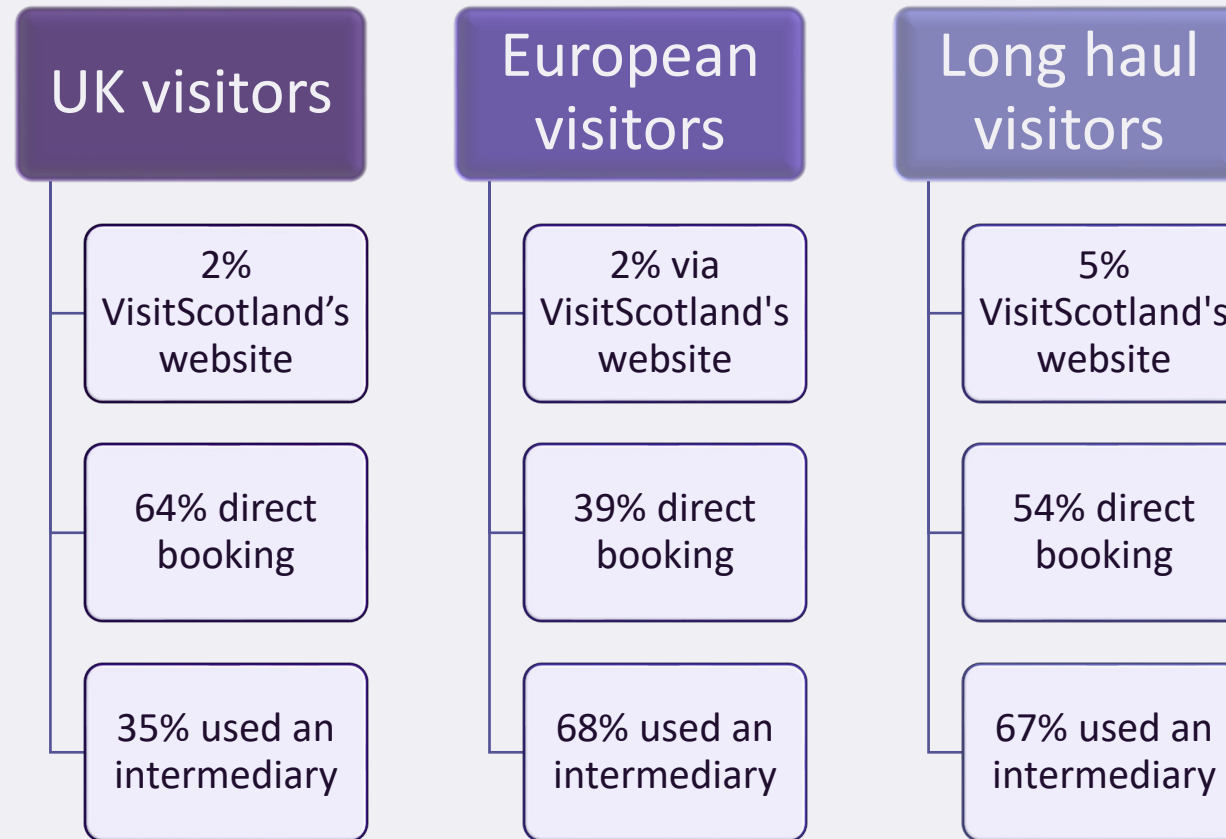 UK visitors
2%
VisitScotland’s
website
64% direct
booking
35% used an
intermediary
European
visitors
2% via
VisitScotland's
website
39% direct
booking
68% used an
intermediary
Long haul
visitors
5%
VisitScotland's
website
54% direct
booking
67% used an
intermediary